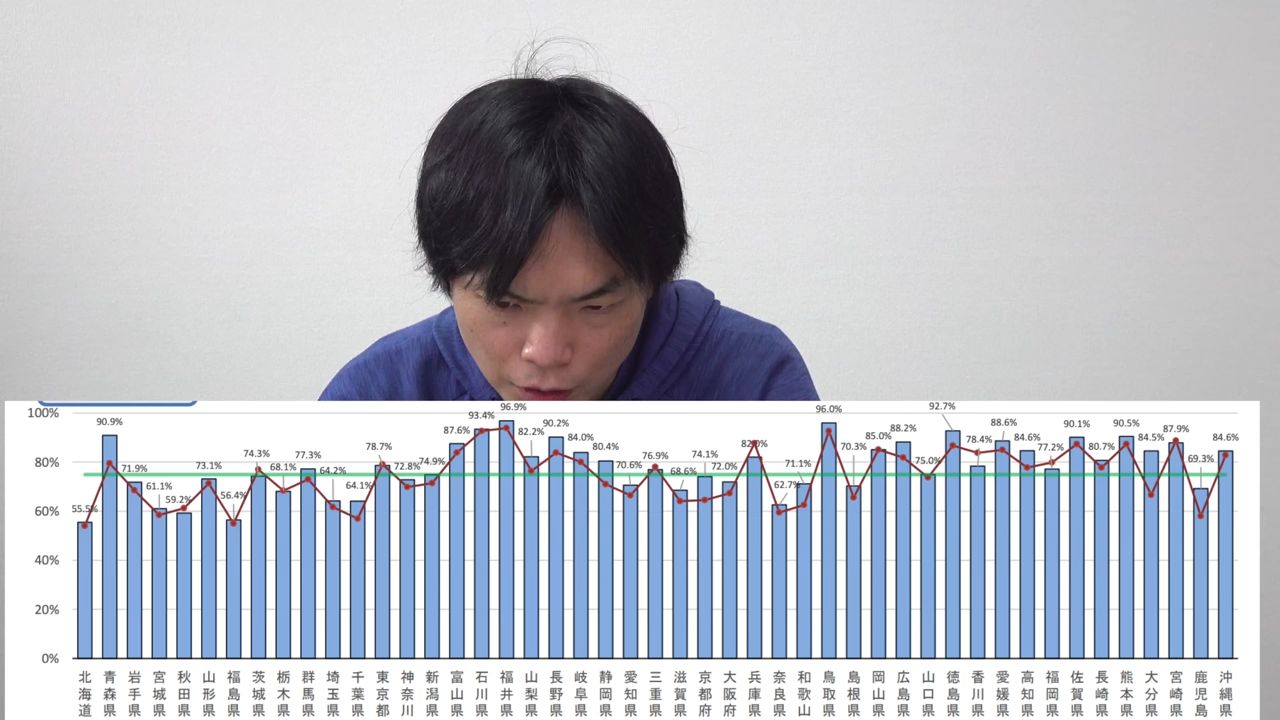 100%
80%
60%
40%
20%
0%
55.5%
90.9%
71.9%
61.1%
59.2%
73.1%
56.4%
74.3%
68.1%
77.3%
64.2%
64.1%
78.7%
72.8%
74.9%
87.6%
93.4%
96.9%
82.2%
90.2%
84.0%
80.4%
70.6%
76.9%
68.6%
74.1%
72.0%
82.0%
62.7%
71.1%
96.0%
70.3%
85.0%
88.2%
75.0%
92.7%
78.4%
88.6%
84.6%
77.2%
90.1%
80.7%
90.5%
84.5%
87.9%
69.3%
84.6%
北海道
青森県
岩手県
宮城県
秋田県
山形県
福島県
茨城県
栃木県
群馬県
埼玉県
千葉県
東京都
神奈川
新潟県
富山県
石川県
福井県
山梨県
長野県
岐阜県
静岡県
愛知県
三重県
滋賀県
京都府
大阪府
兵庫県
奈良県
和歌山
鳥取県
島根県
岡山県
広島県
山口県
徳島県
香川県
愛媛県
高知県
福岡県
佐賀県
長崎県
熊本県
大分県
宮崎県
鹿児島
沖縄県